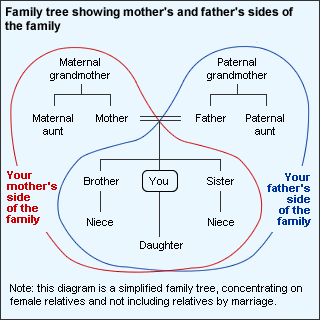 Family tree showing mother's and father's sides of
the family
Maternal
grandmother
Paternal
grandmother
Maternal
aunt
Mother
Father
Paternal
aunt
Your
mother's
side
of the
family
Brother
You
Sister
Your
father's
side
of the
family
Niece
Niece
Daughter
Note: this diagram is a simplified family tree, concentrating on
female relatives and not including relatives by marriage.